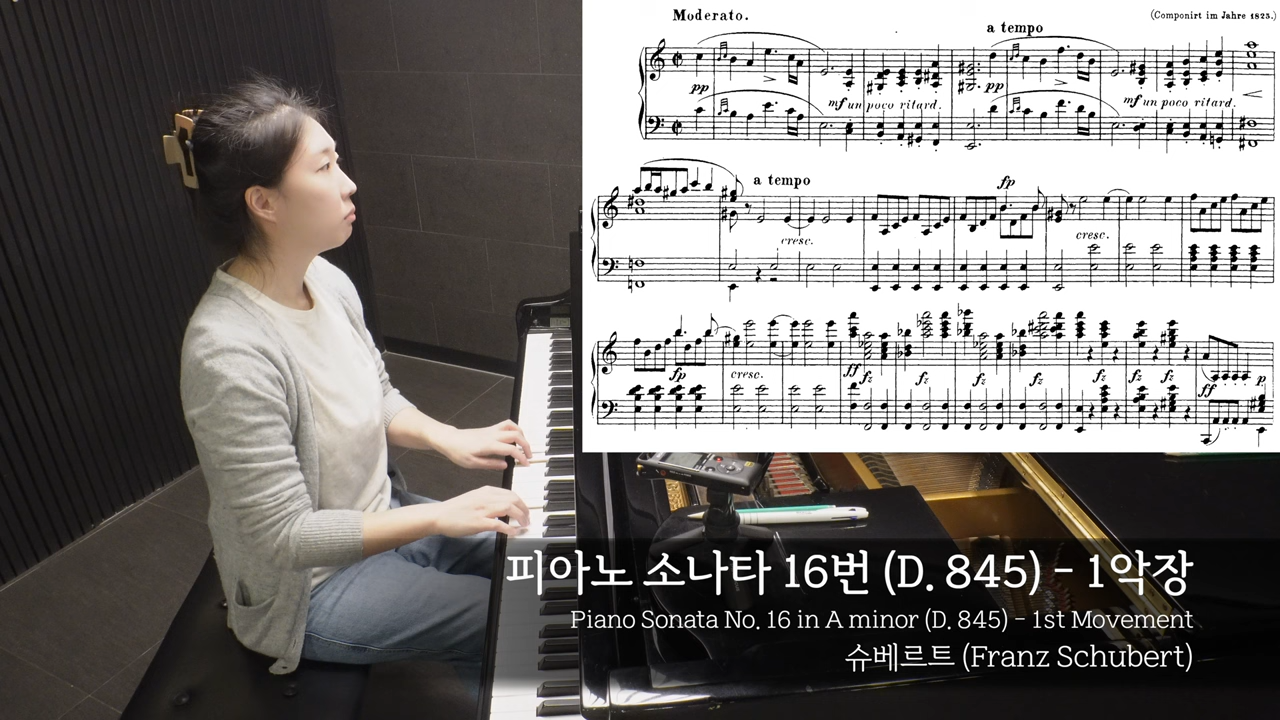 Moderato.
(Componirt im Jahre 1825.)
a tempo
pp
mf un poco ritard.
pp
mf un poco ritard.
a tempo
fp
cresc.
cresc.
fp
cresc.
ff
fz
fz
fz
fz
fz
fz
fz
ff
p
피아노 소나타 16번 (D. 845) - 1악장
Piano Sonata No. 16 in A minor (D. 845) - 1st Movement
슈베르트 (Franz Schubert)